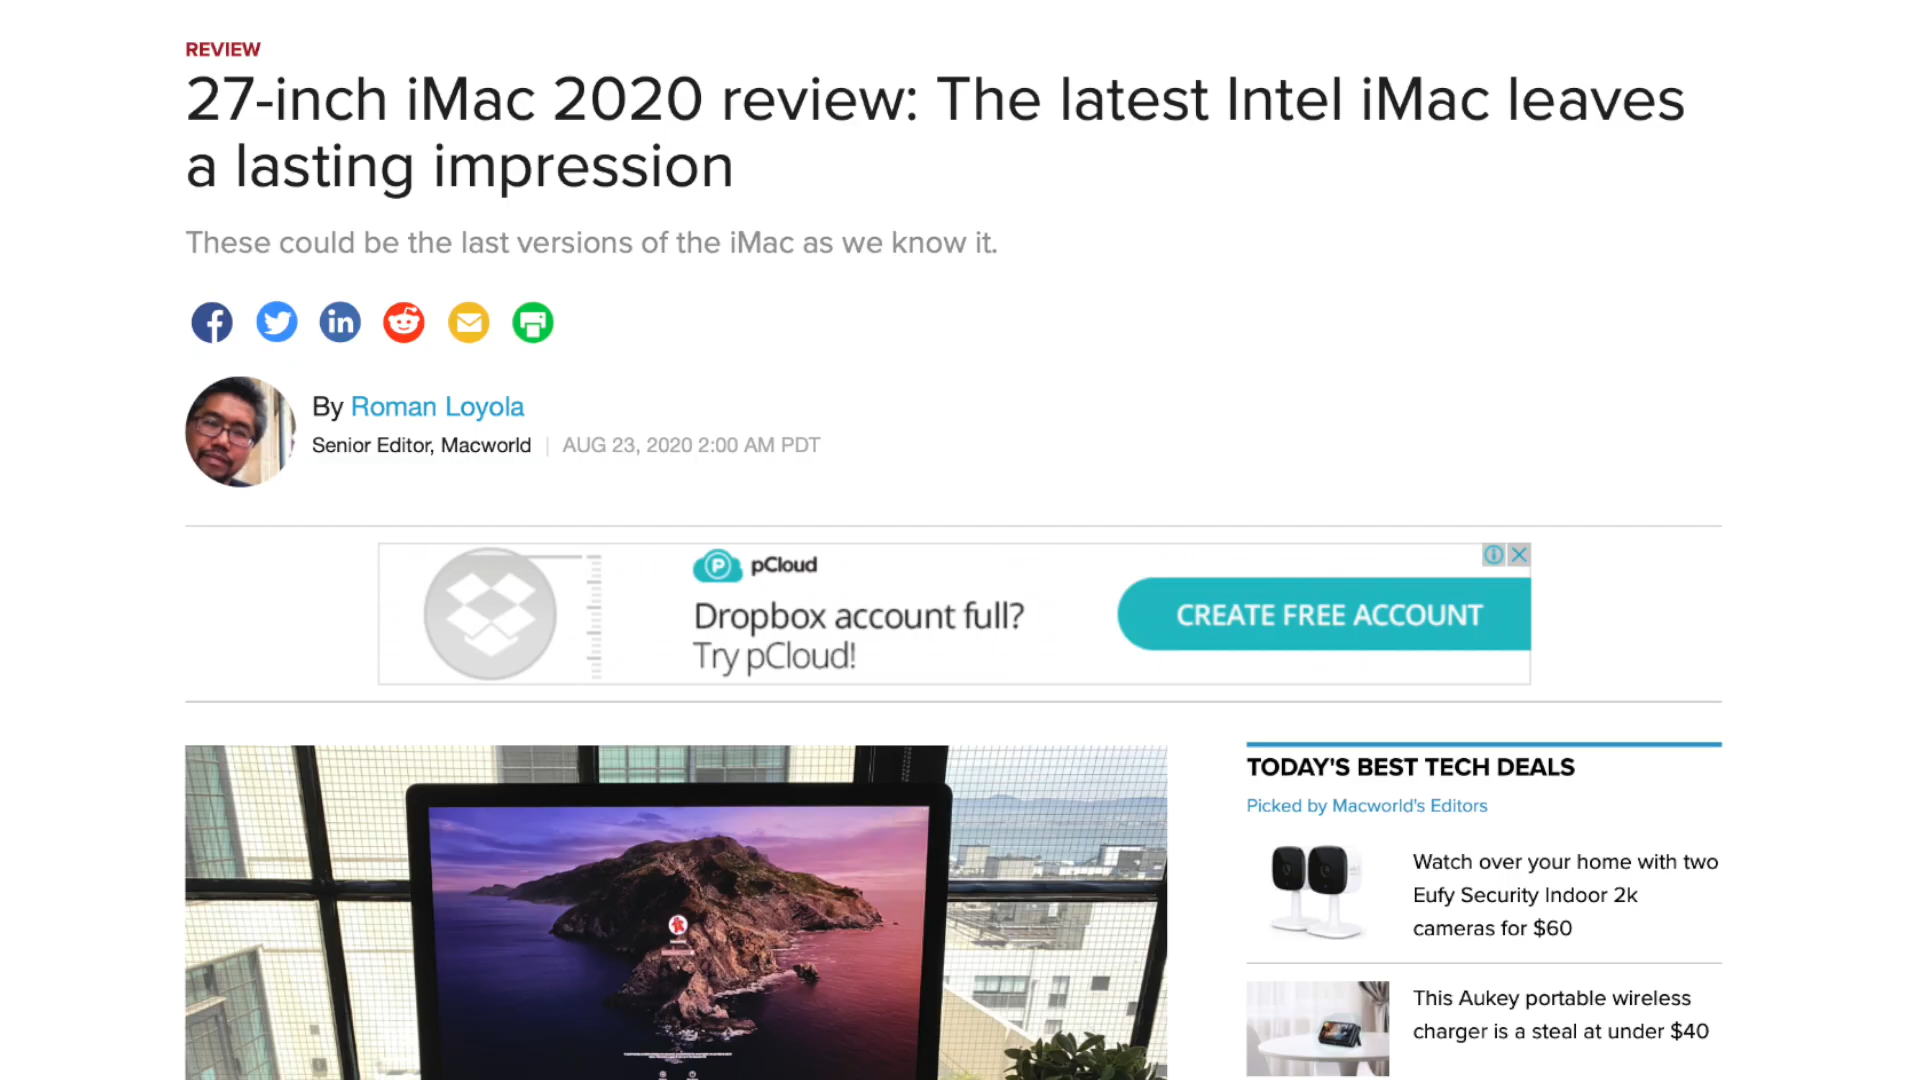 REVIEW
27-inch iMac 2020 review: The latest Intel iMac leaves
a lasting impression
These could be the last versions of the iMac as we know it.
By Roman Loyola
Senior Editor, Macworld | AUG 23, 2020 2:00 AM PDT
pCloud
Dropbox account full?
Try pCloud!
CREATE FREE ACCOUNT
TODAY'S BEST TECH DEALS
Picked by Macworld's Editors
Watch over your home with two
Eufy Security Indoor 2k
cameras for $60
This Aukey portable wireless
charger is a steal at under $40